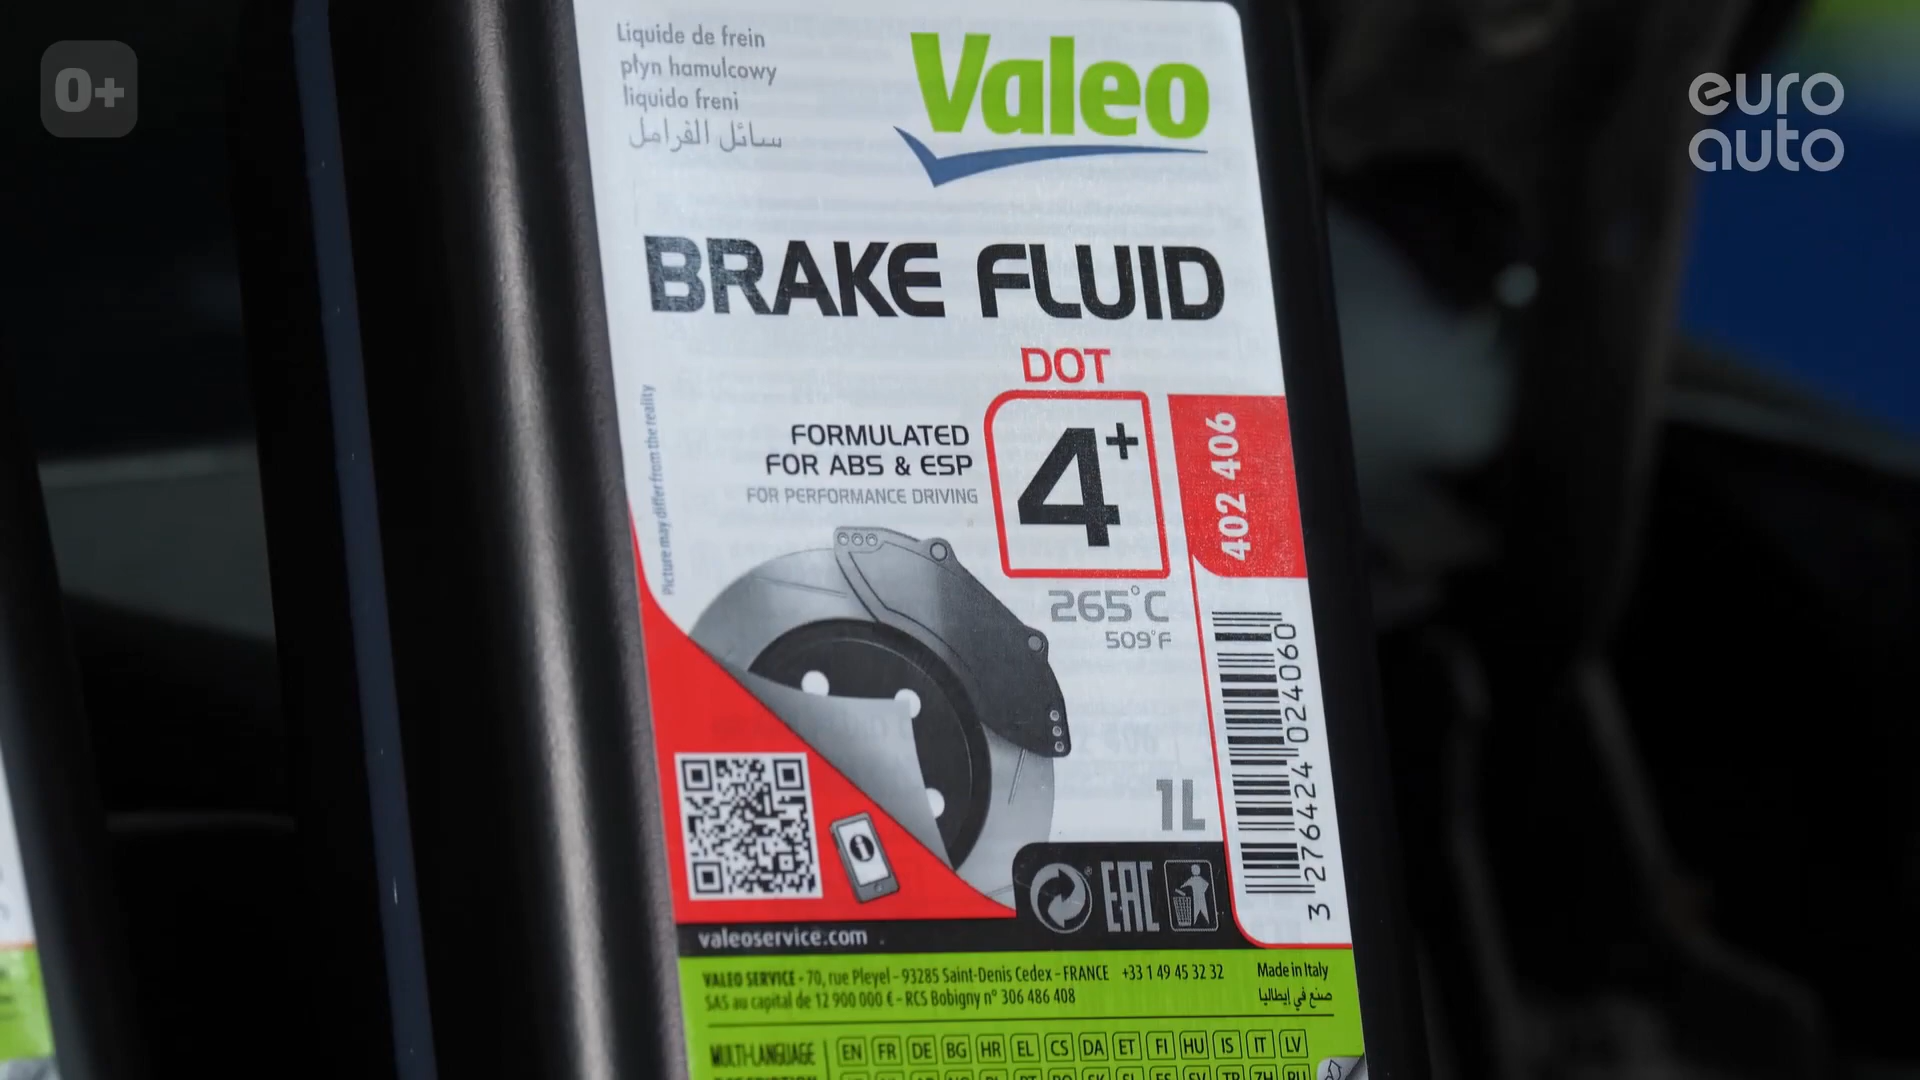 0+
euro
auto
Liquide de frein
płyn hamulcowy
liquido freni
سائل الفرامل
Valeo
BRAKE FLUID
DOT
4+
FORMULATED
FOR ABS & ESP
FOR PERFORMANCE DRIVING
402 406
Picture may differ from the reality
265°C
509°F
1L
3 276424 024060
EAC
valeoservice.com
VALEO SERVICE - 70, rue Pleyel - 93285 Saint-Denis Cedex - FRANCE +33 1 49 45 32 32
SAS au capital de 12 900 000 € - RCS Bobigny n° 306 486 408
Made in Italy
صنع في إيطاليا
MULTI-LANGUAGE
EN FR DE BG HR EL CS DA ET FI HU IS IT LV